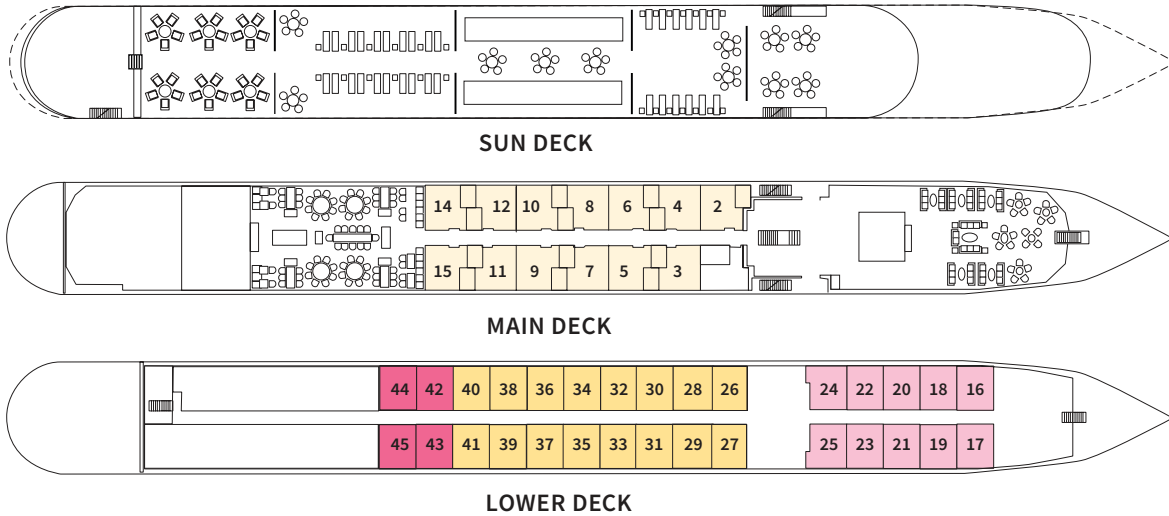 SUN DECK
14 12 10 8 6 4 2
15 11 9 7 5 3
MAIN DECK
44 42 40 38 36 34 32 30 28 26 24 22 20 18 16
45 43 41 39 37 35 33 31 29 27 25 23 21 19 17
LOWER DECK